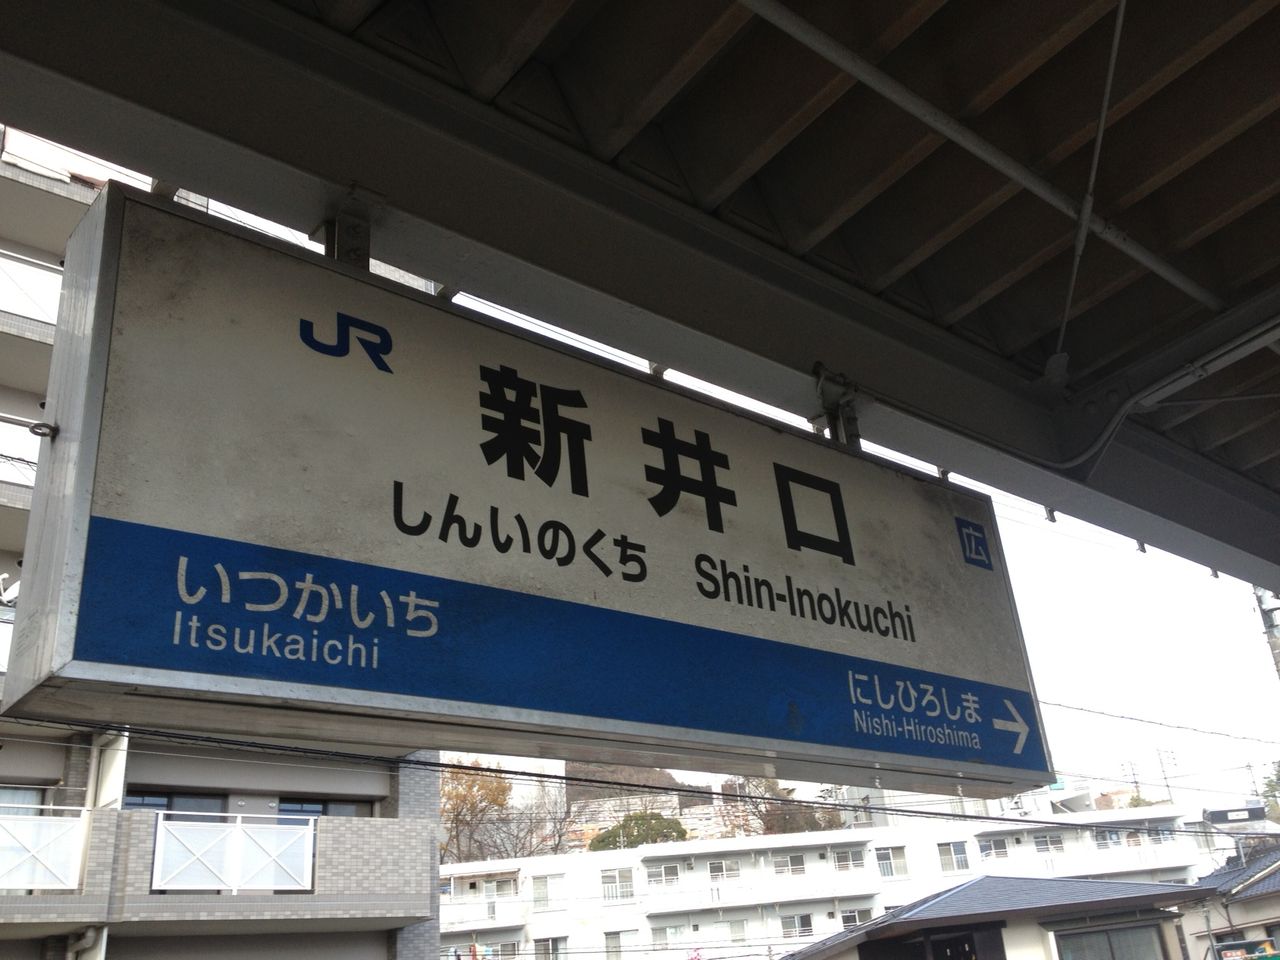 JR
新井口
広
しんいのくち Shin-Inokuchi
いつかいち
Itsukaichi
にしひろしま
Nishi-Hiroshima
→